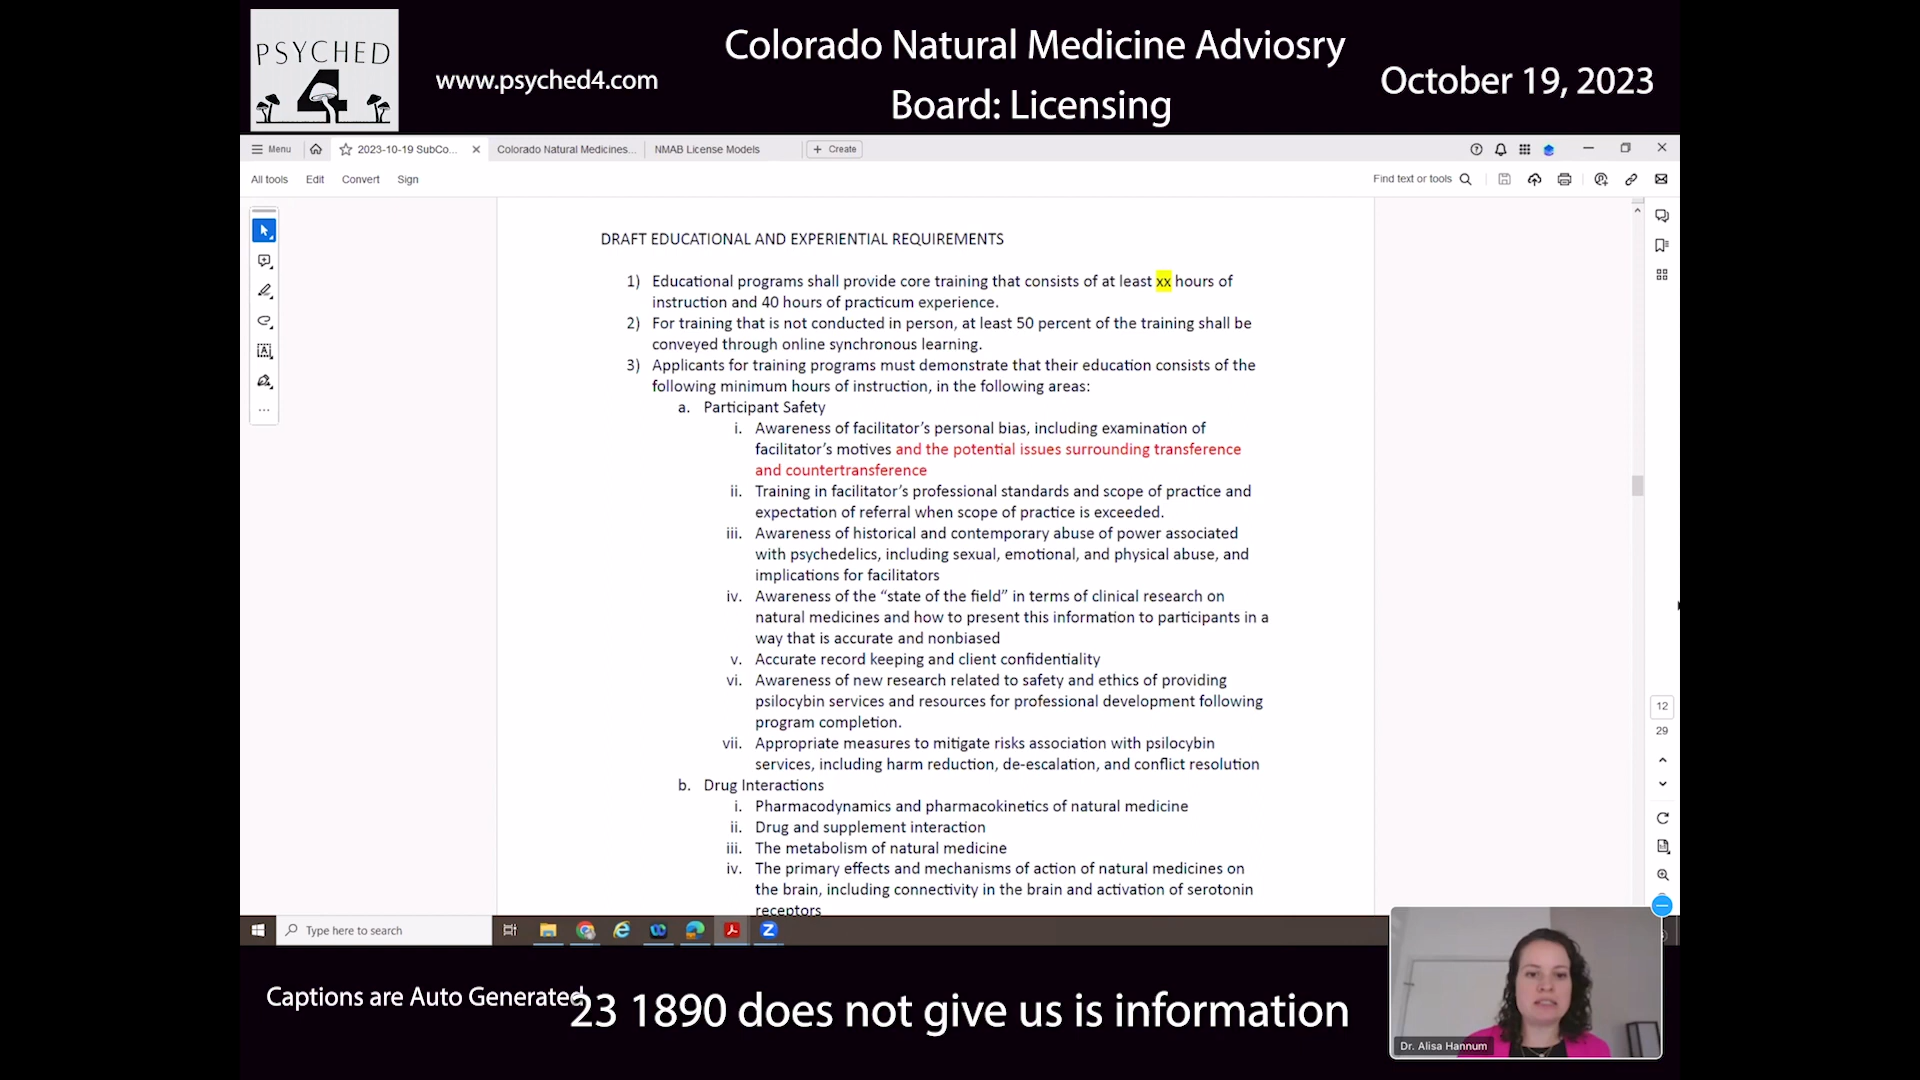 PSYCHED
4
www.psyched4.com
Colorado Natural Medicine Adviosry
Board: Licensing
October 19, 2023
Menu
2023-10-19 SubCo...
Colorado Natural Medicines...
NMAB License Models
+ Create
All tools
Edit
Convert
Sign
Find text or tools
DRAFT EDUCATIONAL AND EXPERIENTIAL REQUIREMENTS
1) Educational programs shall provide core training that consists of at least xx hours of
instruction and 40 hours of practicum experience.
2) For training that is not conducted in person, at least 50 percent of the training shall be
conveyed through online synchronous learning.
3) Applicants for training programs must demonstrate that their education consists of the
following minimum hours of instruction, in the following areas:
a. Participant Safety
i. Awareness of facilitator’s personal bias, including examination of
facilitator’s motives and the potential issues surrounding transference
and countertransference
ii. Training in facilitator’s professional standards and scope of practice and
expectation of referral when scope of practice is exceeded.
iii. Awareness of historical and contemporary abuse of power associated
with psychedelics, including sexual, emotional, and physical abuse, and
implications for facilitators
iv. Awareness of the “state of the field” in terms of clinical research on
natural medicines and how to present this information to participants in a
way that is accurate and nonbiased
v. Accurate record keeping and client confidentiality
vi. Awareness of new research related to safety and ethics of providing
psilocybin services and resources for professional development following
program completion.
vii. Appropriate measures to mitigate risks association with psilocybin
services, including harm reduction, de-escalation, and conflict resolution
b. Drug Interactions
i. Pharmacodynamics and pharmacokinetics of natural medicine
ii. Drug and supplement interaction
iii. The metabolism of natural medicine
iv. The primary effects and mechanisms of action of natural medicines on
the brain, including connectivity in the brain and activation of serotonin
receptors
12
29
Type here to search
Captions are Auto Generated
23 1890 does not give us is information
Dr. Alisa Hannum